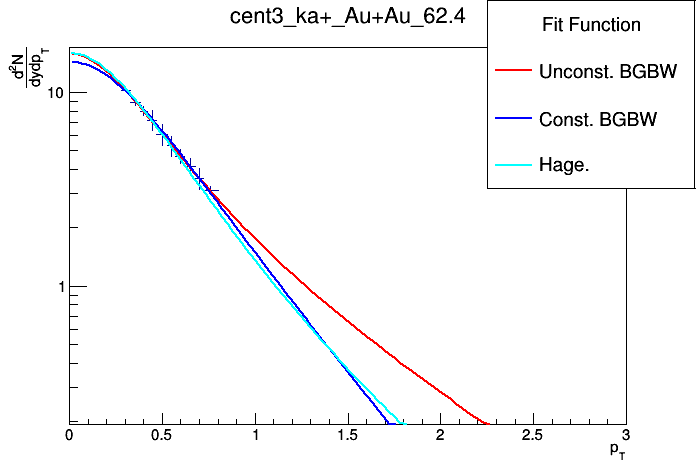 cent3_ka+_Au+Au_62.4
Fit Function
Unconst. BGBW
Const. BGBW
Hage.
d²N
dydp_T
10
1
0 0.5 1 1.5 2 2.5 3
p_T